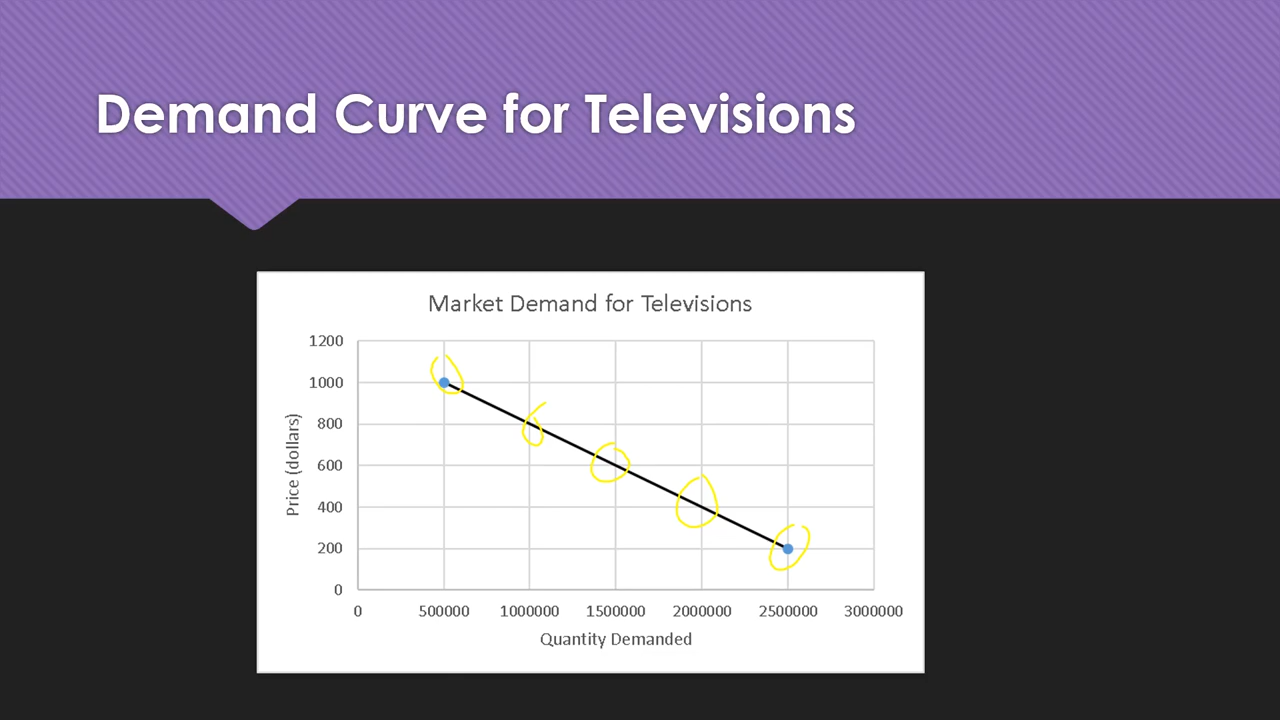 Demand Curve for Televisions
Market Demand for Televisions
1200
1000
800
600
400
200
0
Price (dollars)
0 500000 1000000 1500000 2000000 2500000 3000000
Quantity Demanded